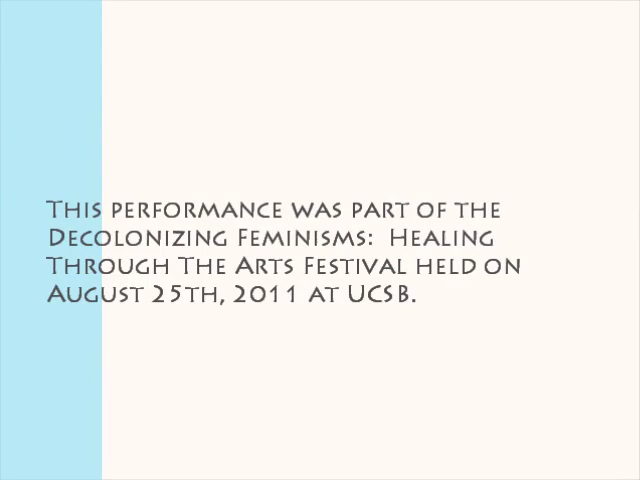 This performance was part of the
Decolonizing Feminisms:  Healing
Through The Arts Festival held on
August 25th, 2011 at UCSB.